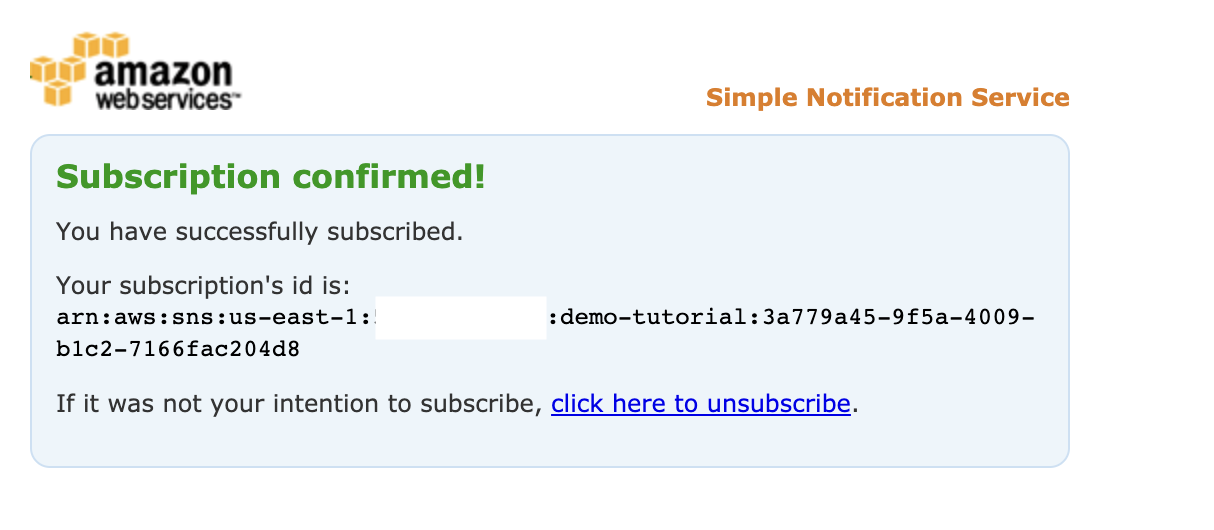 amazon
webservices™
Simple Notification Service
Subscription confirmed!
You have successfully subscribed.
Your subscription's id is:
arn:aws:sns:us-east-1: :demo-tutorial:3a779a45-9f5a-4009-
b1c2-7166fac204d8
If it was not your intention to subscribe, click here to unsubscribe.